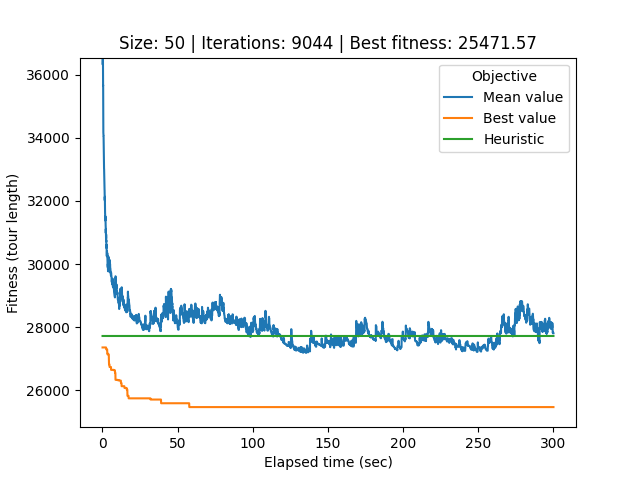 Size: 50 | Iterations: 9044 | Best fitness: 25471.57
Objective
Mean value
Best value
Heuristic
Fitness (tour length)
36000
34000
32000
30000
28000
26000
0 50 100 150 200 250 300
Elapsed time (sec)